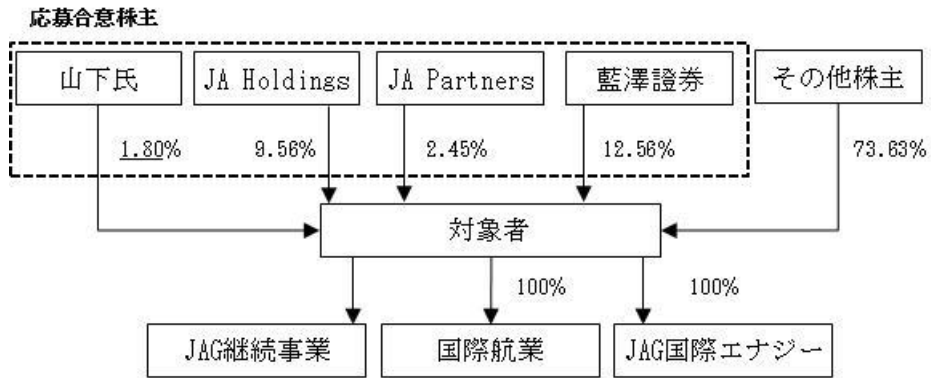 応募合意株主
山下氏
JA Holdings
JA Partners
藍澤證券
その他株主
1.80%
9.56%
2.45%
12.56%
73.63%
対象者
100%
100%
JAG継続事業
国際航業
JAG国際エナジー